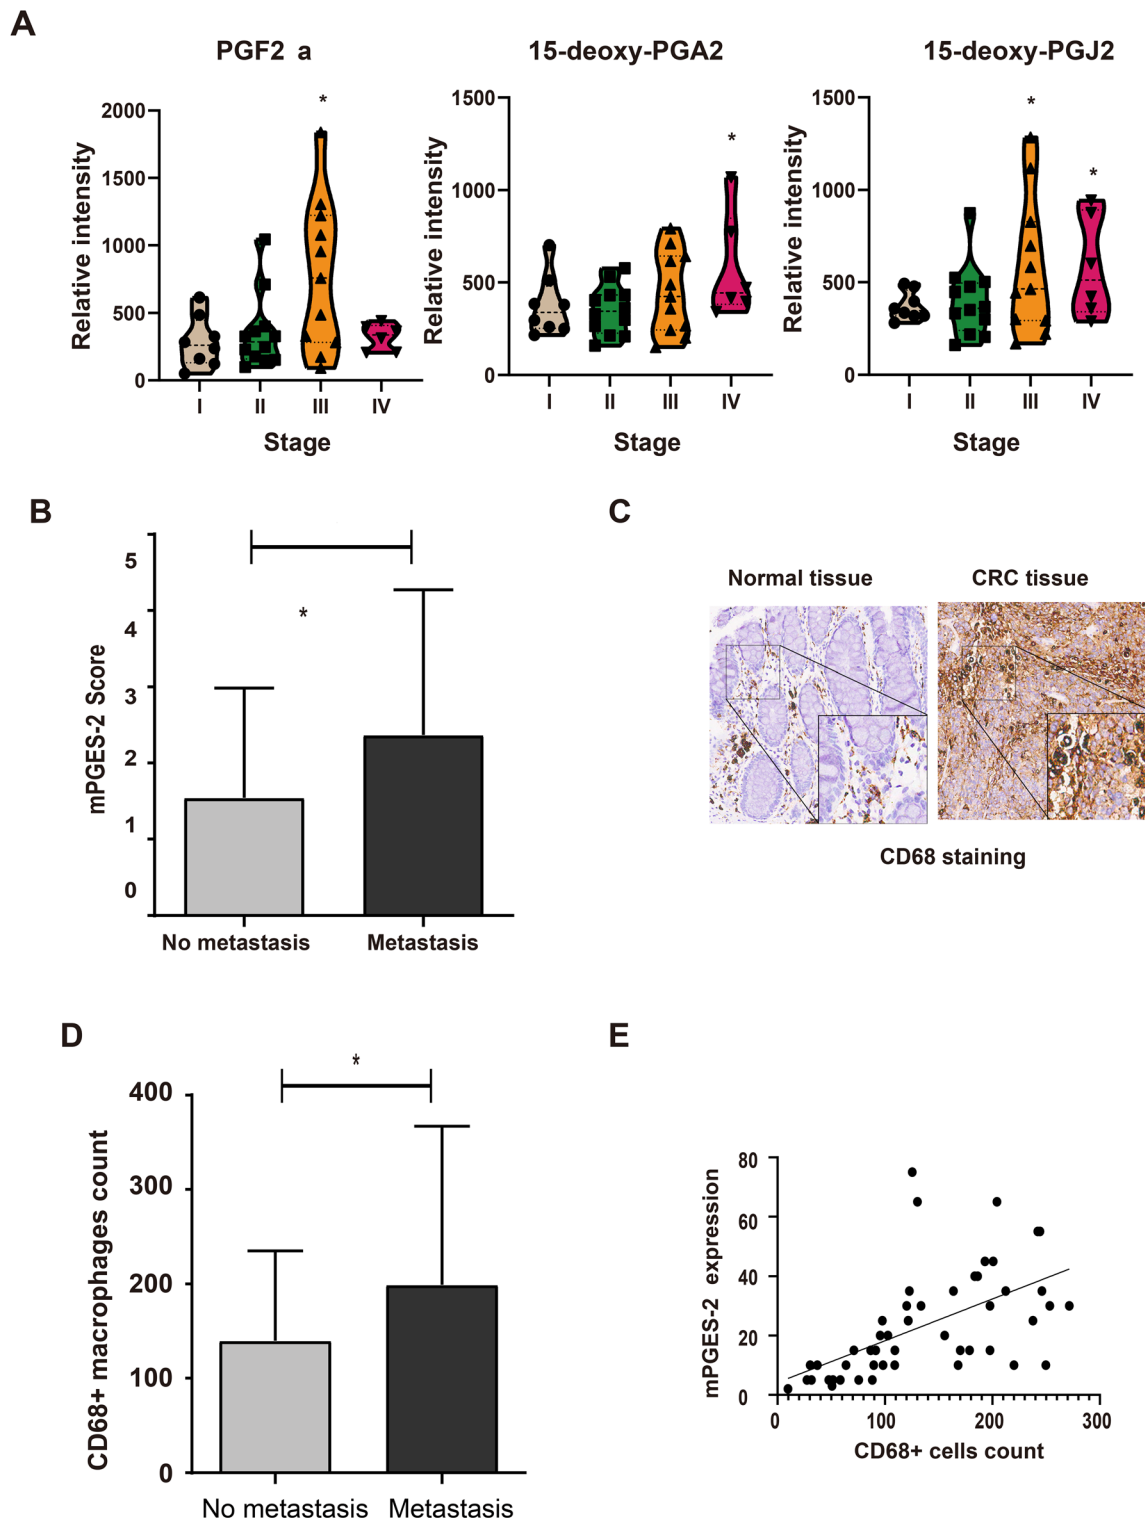 A
PGF2 a
15-deoxy-PGA2
15-deoxy-PGJ2
*
*
*
*
Relative intensity
2000
1500
1000
500
0
I II III IV
Stage
Relative intensity
1500
1000
500
0
I II III IV
Stage
Relative intensity
1500
1000
500
0
I II III IV
Stage
B
mPGES-2 Score
5
4
3
2
1
0
*
No metastasis
Metastasis
C
Normal tissue
CRC tissue
CD68 staining
D
CD68+ macrophages count
400
300
200
100
0
*
No metastasis
Metastasis
E
mPGES-2 expression
80
60
40
20
0
0 100 200 300
CD68+ cells count